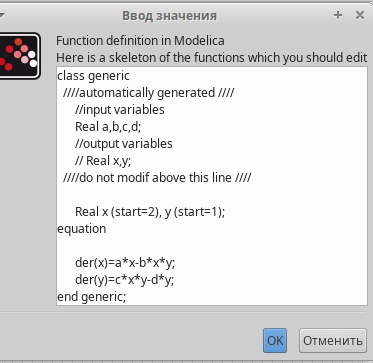 Ввод значения
Function definition in Modelica
Here is a skeleton of the functions which you should edit
class generic
////automatically generated ////
//input variables
Real a,b,c,d;
//output variables
// Real x,y;
////do not modif above this line ////
Real x (start=2), y (start=1);
equation
der(x)=a*x-b*x*y;
der(y)=c*x*y-d*y;
end generic;
OK
Отменить